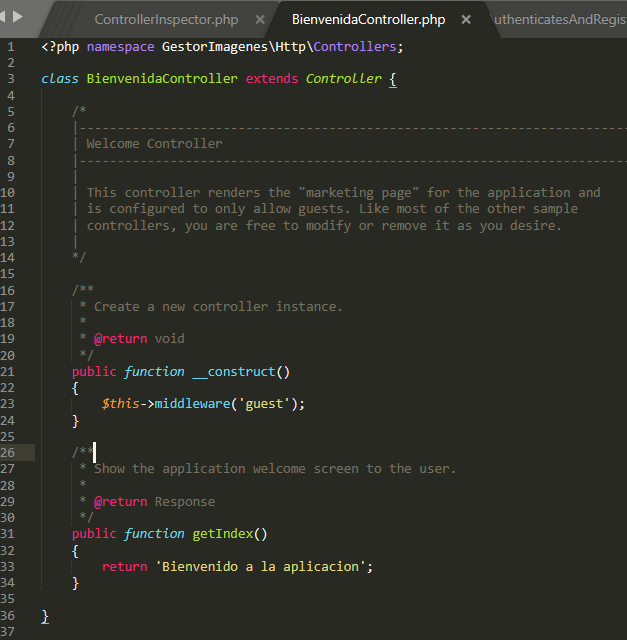 ControllerInspector.php × BienvenidaController.php × uthenticatesAndRegis
1 <?php namespace GestorImagenes\Http\Controllers;
2
3 class BienvenidaController extends Controller {
4
5 /*
6 |--------------------------------------------------------------------------
7 | Welcome Controller
8 |--------------------------------------------------------------------------
9 |
10 | This controller renders the "marketing page" for the application and
11 | is configured to only allow guests. Like most of the other sample
12 | controllers, you are free to modify or remove it as you desire.
13 |
14 */
15
16 /**
17 * Create a new controller instance.
18 *
19 * @return void
20 */
21 public function __construct()
22 {
23 $this->middleware('guest');
24 }
25
26 /**
27 * Show the application welcome screen to the user.
28 *
29 * @return Response
30 */
31 public function getIndex()
32 {
33 return 'Bienvenido a la aplicacion';
34 }
35
36 }
37